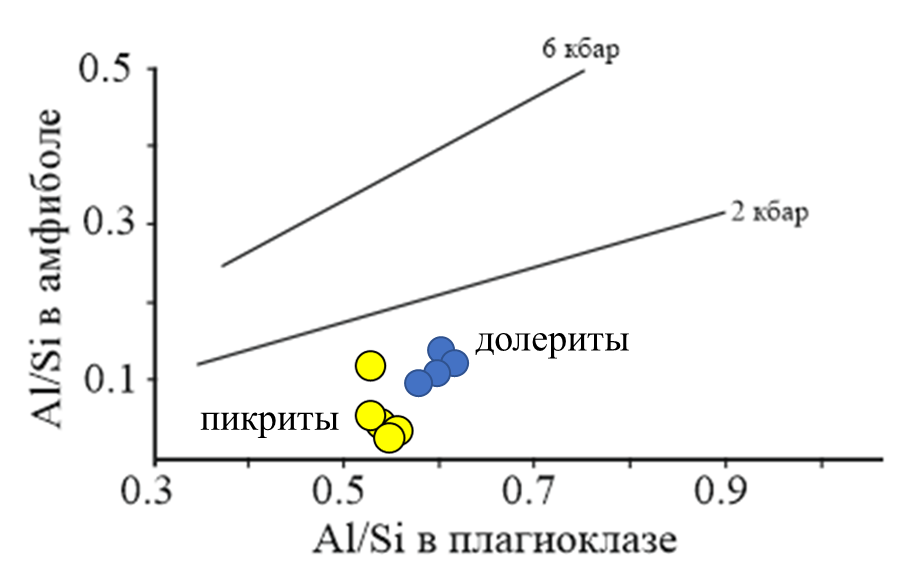 6 кбар
0.5
2 кбар
0.3
долериты
0.1
пикриты
0.3 0.5 0.7 0.9
Al/Si в плагиоклазе
Al/Si в амфиболе